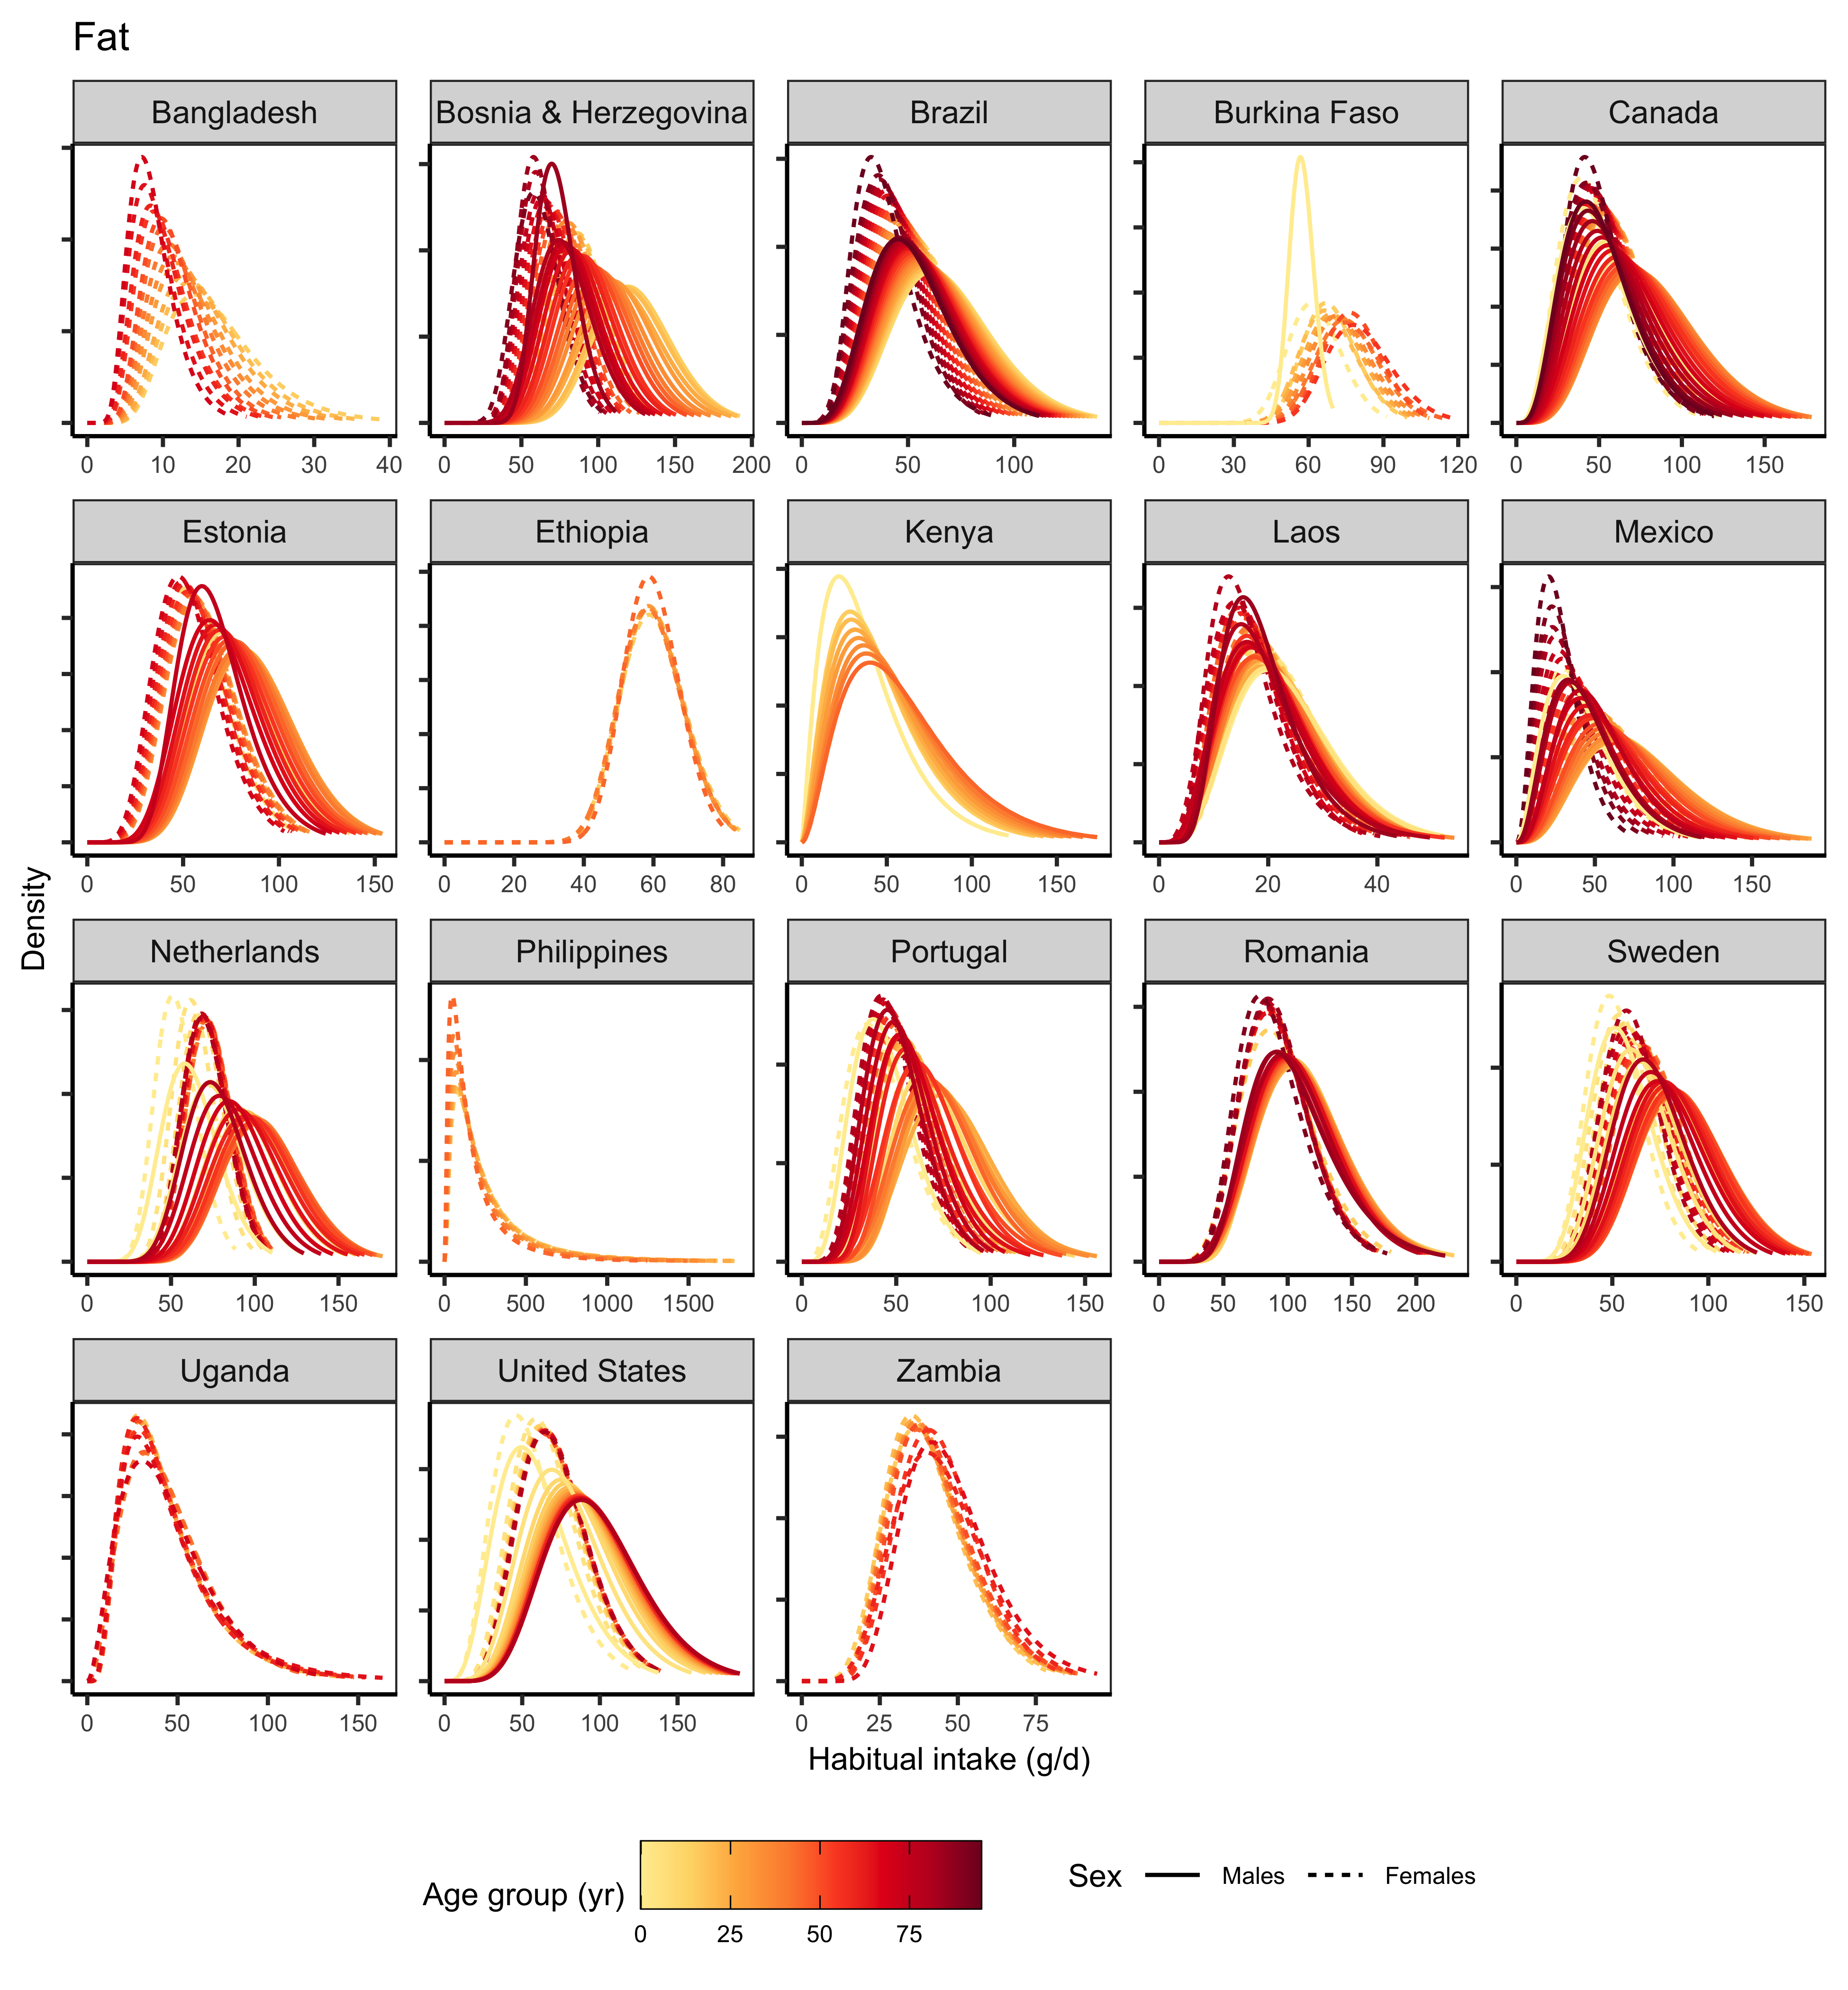 Fat
Bangladesh Bosnia & Herzegovina Brazil Burkina Faso Canada
0 10 20 30 40 0 50 100 150 200 50 100 0 30 60 90 120 0 50 100 150
Estonia Ethiopia Kenya Laos Mexico
0 50 100 150 0 20 40 60 80 0 50 100 150 0 20 40 0 50 100 150
Density
Netherlands Philippines Portugal Romania Sweden
0 50 100 150 0 500 1000 1500 0 50 100 150 0 50 100 150 200 0 50 100 150
Uganda United States Zambia
0 50 100 150 0 50 100 150 0 25 50 75
Habitual intake (g/d)
Age group (yr)
0 25 50 75
Sex Males Females